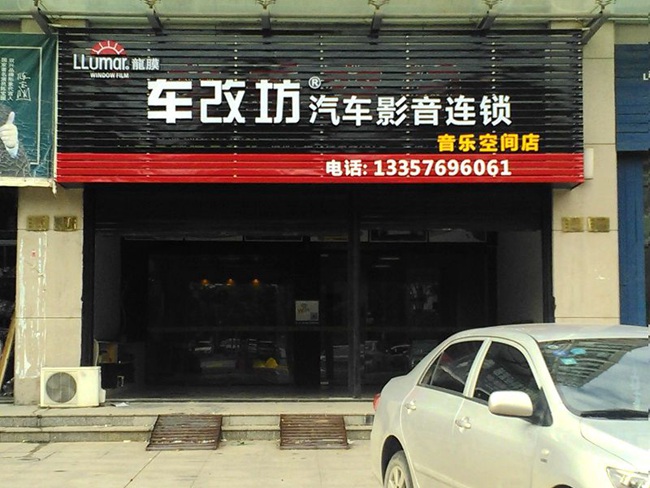 LLumar 龍膜
WINDOW FILM
车改坊® 汽车影音连锁
音乐空间店
电话: 13357696061